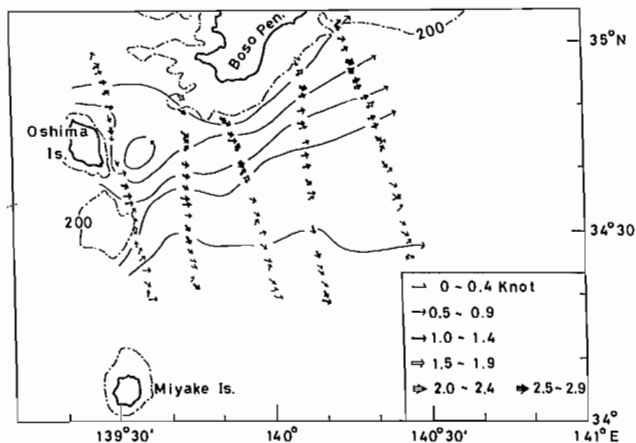 Boso Pen.
200
35°N
Oshima
Is.
200
34°30'
0 ~ 0.4 Knot
0.5 ~ 0.9
1.0 ~ 1.4
1.5 ~ 1.9
2.0 ~ 2.4
2.5 ~ 2.9
Miyake Is.
34°
139°30'
140°
140°30'
141°E